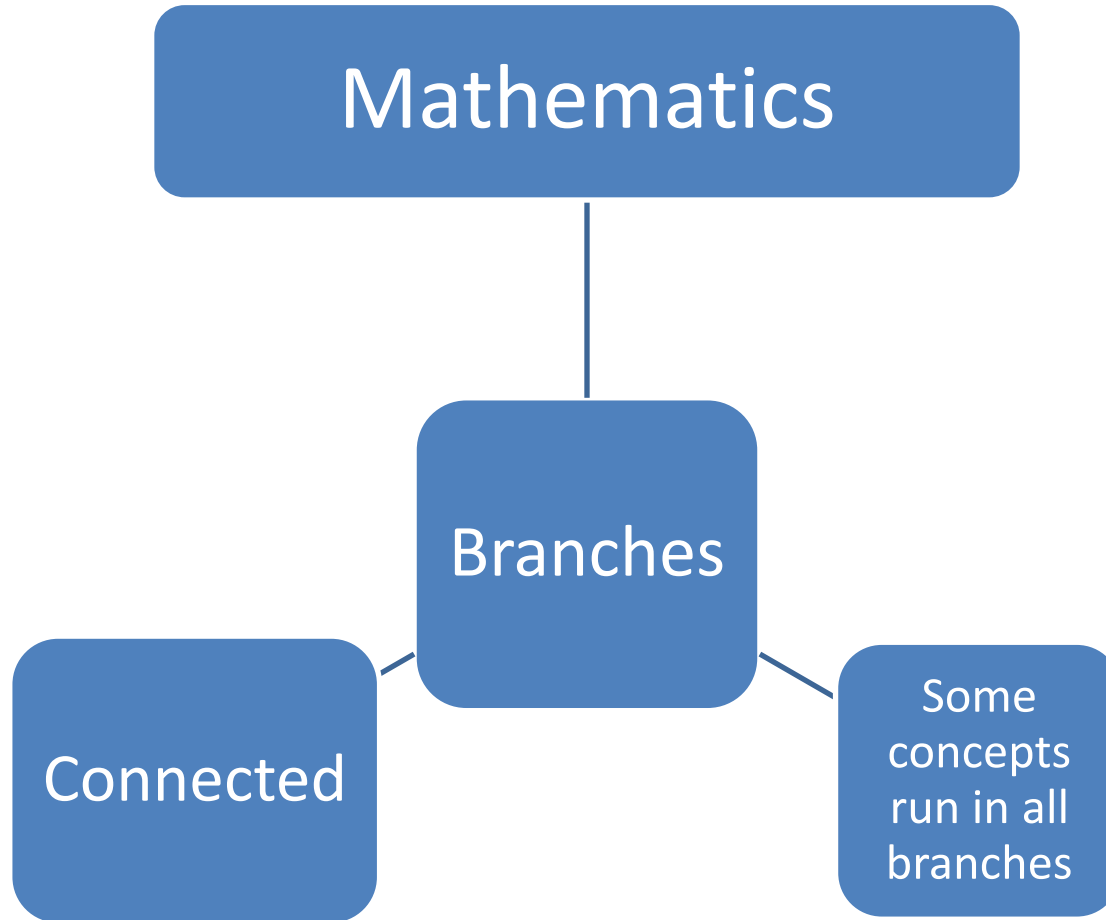 Mathematics
Branches
Connected
Some
concepts
run in all
branches